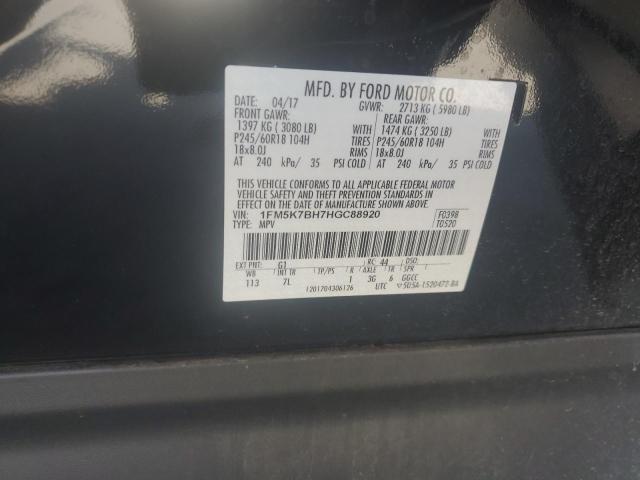 MFD. BY FORD MOTOR CO.
DATE: 04/17 GVWR: 2713 KG ( 5980 LB)
FRONT GAWR: REAR GAWR:
1397 KG ( 3080 LB) WITH 1474 KG ( 3250 LB) WITH
P245/60R18 104H TIRES P245/60R18 104H TIRES
18x8.0J RIMS 18x8.0J RIMS
AT 240 kPa/ 35 PSI COLD AT 240 kPa/ 35 PSI COLD
THIS VEHICLE CONFORMS TO ALL APPLICABLE FEDERAL MOTOR
VEHICLE SAFETY AND THEFT PREVENTION STANDARDS IN
EFFECT ON THE DATE OF MANUFACTURE SHOWN ABOVE.
VIN: 1FM5K7BH7HGC88920 F0398
TYPE: MPV T0520
EXT PNT: G1 RC: 44 DSO:
WB INT TR TP/PS R AXLE TR SPR
113 7L 1 3G 6 GGCC
1201704306126 UTC